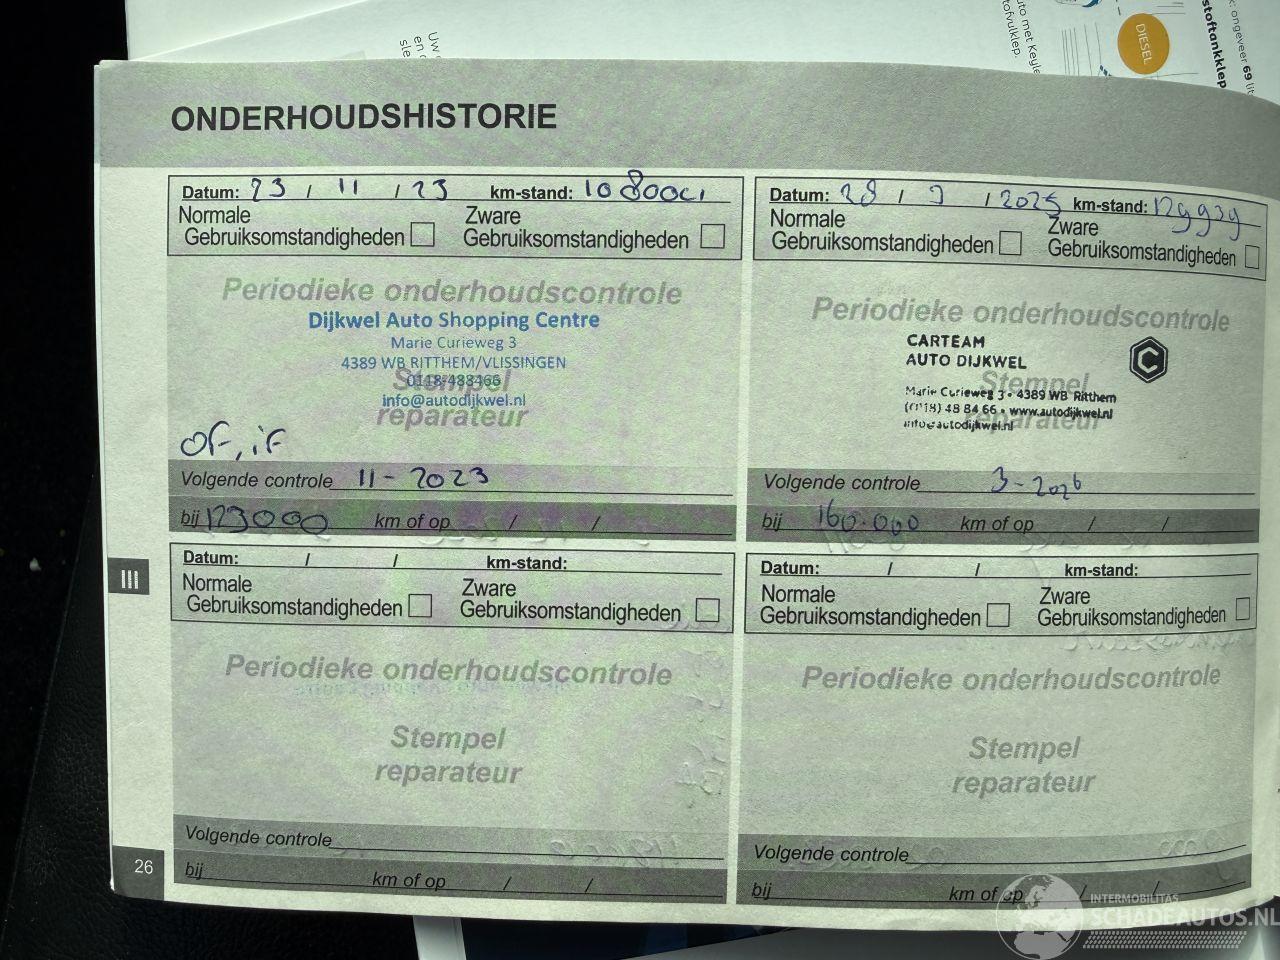 DIESEL
ONDERHOUDSHISTORIE
Datum: 23 / 11 / 23 km-stand:
Normale Gebruiksomstandigheden
Zware Gebruiksomstandigheden
Periodieke onderhoudscontrole
Dijkwel Auto Shopping Centre
Marie Curieweg 3
4389 WB RITTHEM/VLISSINGEN
0118-488466
Stempel
info@autodijkwel.nl
reparateur
OF, iF
Volgende controle 11 - 2023
bij 123000 km of op / /
Datum: 28 / 3 / 2025 km-stand:
Normale Gebruiksomstandigheden
Zware Gebruiksomstandigheden
Periodieke onderhoudscontrole
CARTEAM
AUTO DIJKWEL
Stempel
Marie Curieweg 3 • 4389 WB Ritthem
(0118) 48 84 66 • www.autodijkwel.nl
reparateur
info@autodijkwel.nl
Volgende controle 3 - 2026
bij 160.000 km of op / /
III
Datum: / / km-stand:
Normale Gebruiksomstandigheden
Zware Gebruiksomstandigheden
Periodieke onderhoudscontrole
Stempel
reparateur
Volgende controle
bij km of op / /
Datum: / / km-stand:
Normale Gebruiksomstandigheden
Zware Gebruiksomstandigheden
Periodieke onderhoudscontrole
Stempel
reparateur
Volgende controle
bij km of op / /
26
INTERMOBILITAS
SCHADEAUTOS.NL